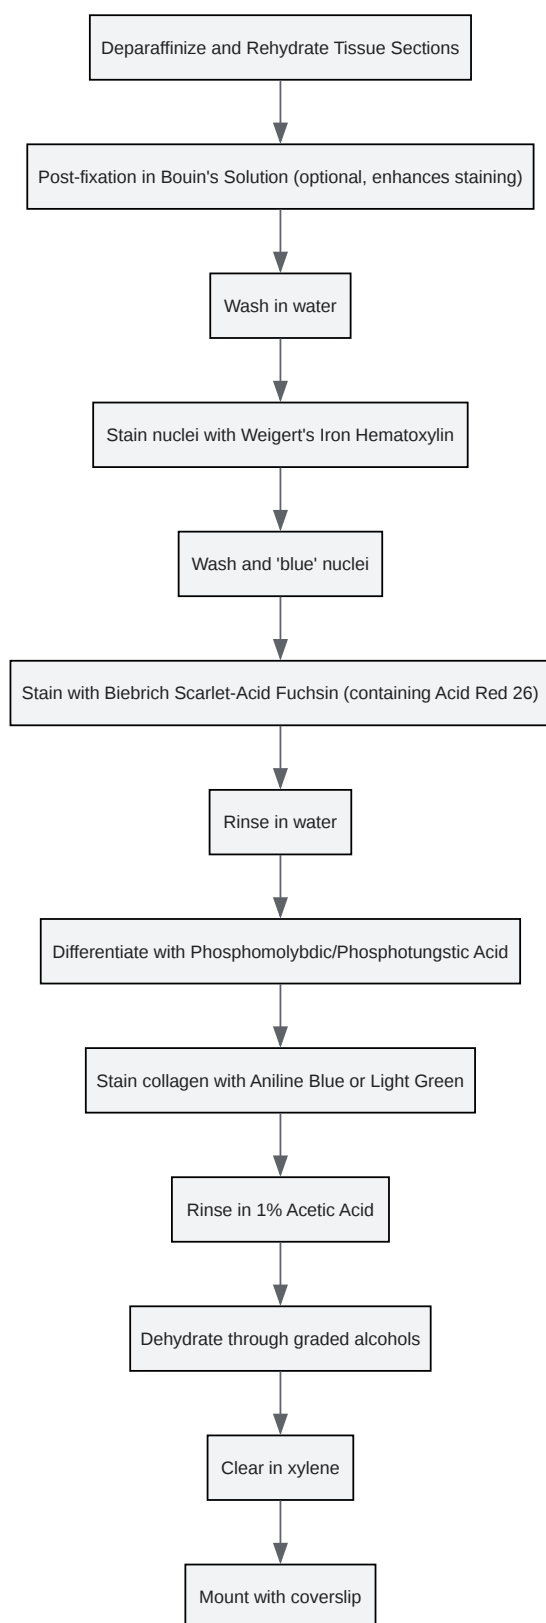 Deparaffinize and Rehydrate Tissue Sections
Post-fixation in Bouin's Solution (optional, enhances staining)
Wash in water
Stain nuclei with Weigert's Iron Hematoxylin
Wash and 'blue' nuclei
Stain with Biebrich Scarlet-Acid Fuchsin (containing Acid Red 26)
Rinse in water
Differentiate with Phosphomolybdic/Phosphotungstic Acid
Stain collagen with Aniline Blue or Light Green
Rinse in 1% Acetic Acid
Dehydrate through graded alcohols
Clear in xylene
Mount with coverslip